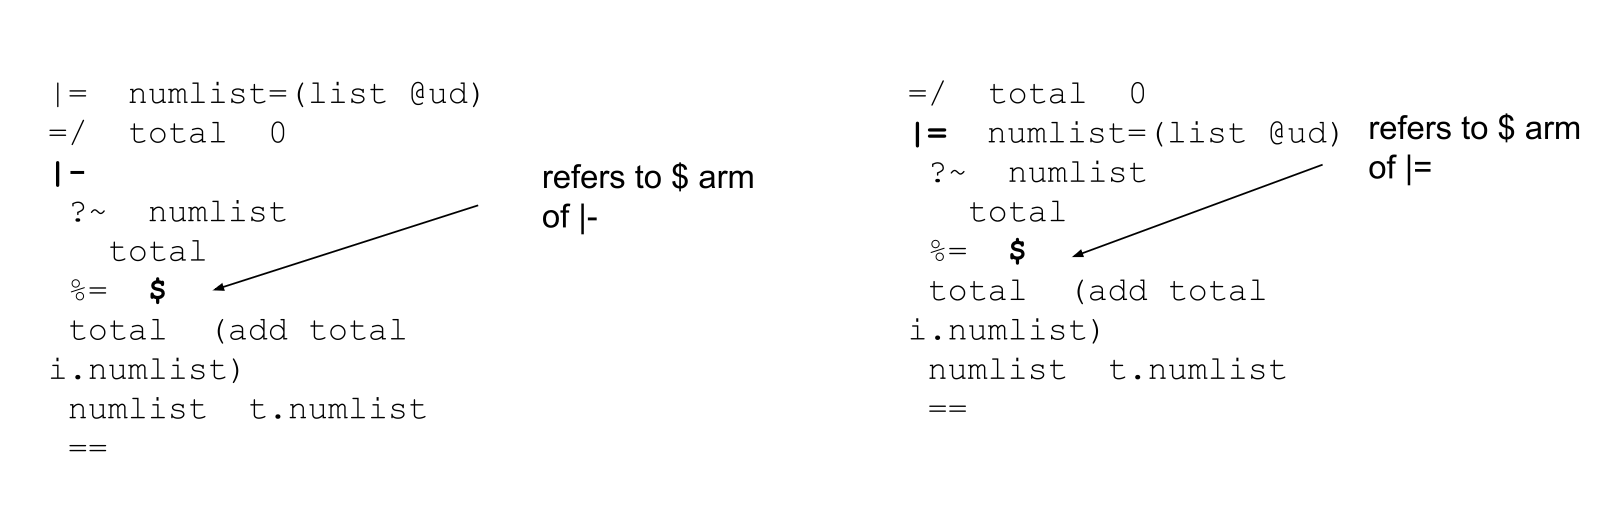 |=  numlist=(list @ud)
=/  total  0
|-
 ?~  numlist
   total
 %=  $
 total  (add total
i.numlist)
 numlist  t.numlist
 ==
refers to $ arm
of |-
=/  total  0
|=  numlist=(list @ud)
 ?~  numlist
   total
 %=  $
 total  (add total
i.numlist)
 numlist  t.numlist
 ==
refers to $ arm
of |=